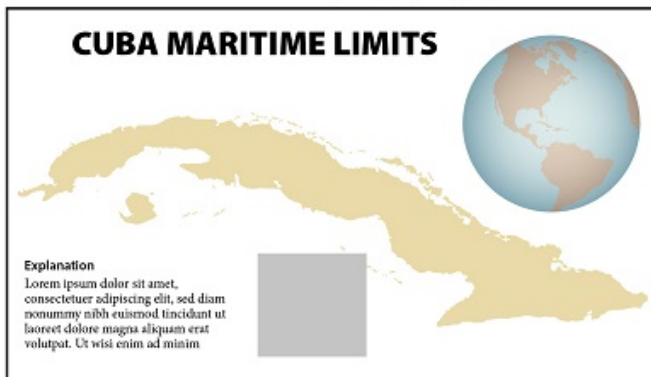 CUBA MARITIME LIMITS
Explanation
Lorem ipsum dolor sit amet,
consectetuer adipiscing elit, sed diam
nonummy nibh euismod tincidunt ut
laoreet dolore magna aliquam erat
volutpat. Ut wisi enim ad minim